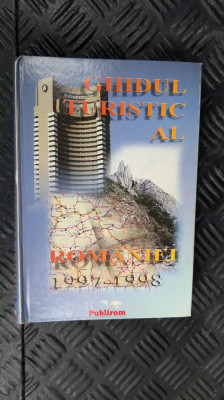 GHIDUL
TURISTIC
AL
ROMÂNIEI
1997-1998
Publirom